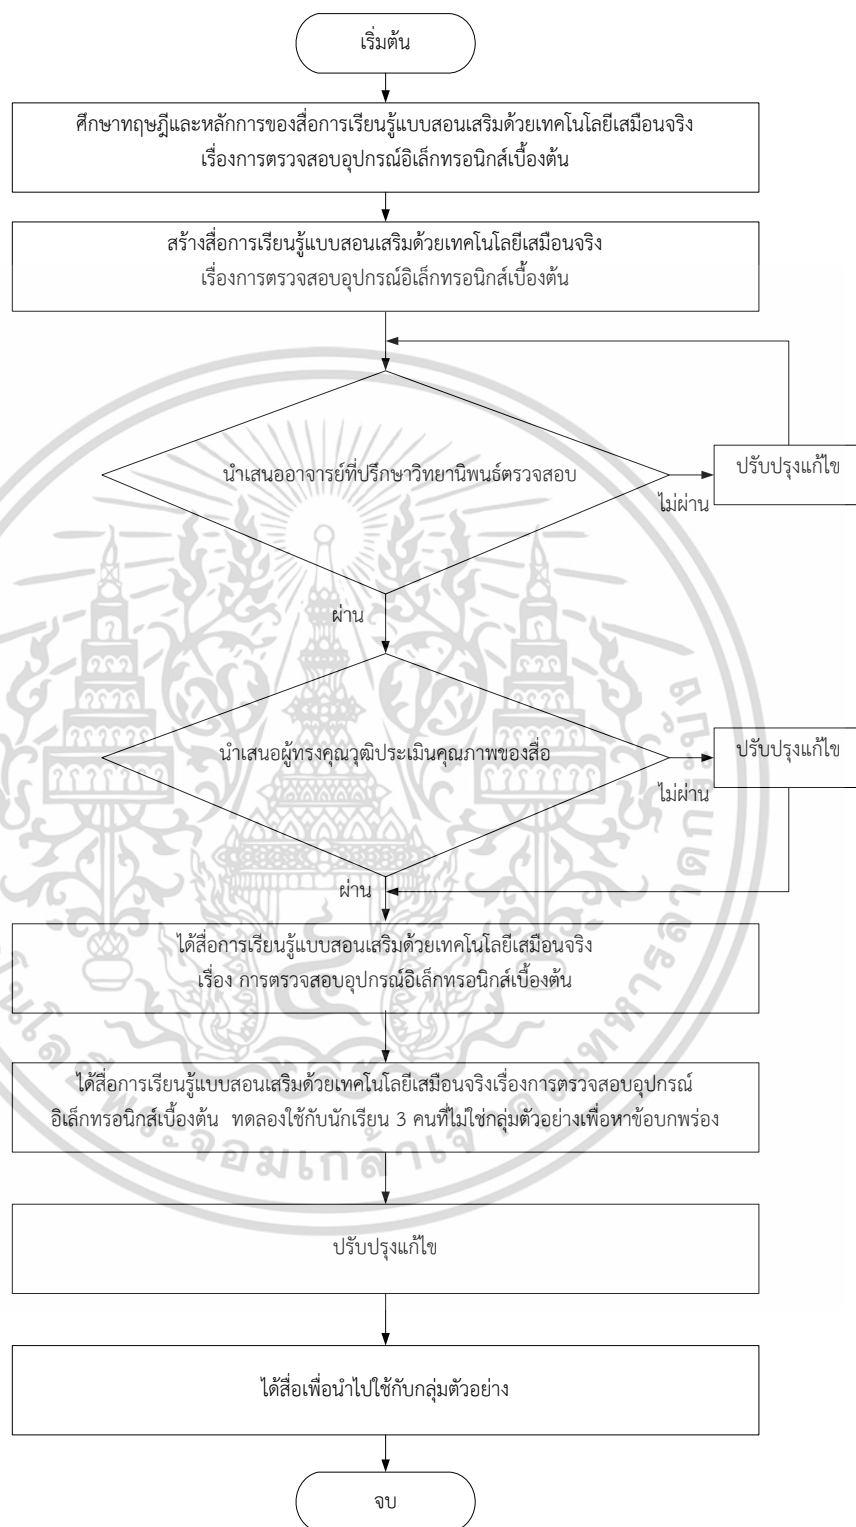 เริ่มต้น
ศึกษาทฤษฎีและหลักการของสื่อการเรียนรู้แบบสอนเสริมด้วยเทคโนโลยีเสมือนจริง
เรื่องการตรวจสอบอุปกรณ์อิเล็กทรอนิกส์เบื้องต้น
สร้างสื่อการเรียนรู้แบบสอนเสริมด้วยเทคโนโลยีเสมือนจริง
เรื่องการตรวจสอบอุปกรณ์อิเล็กทรอนิกส์เบื้องต้น
นำเสนออาจารย์ที่ปรึกษาวิทยานิพนธ์ตรวจสอบ
ปรับปรุงแก้ไข
ไม่ผ่าน
ผ่าน
นำเสนอผู้ทรงคุณวุฒิประเมินคุณภาพของสื่อ
ปรับปรุงแก้ไข
ไม่ผ่าน
ผ่าน
ได้สื่อการเรียนรู้แบบสอนเสริมด้วยเทคโนโลยีเสมือนจริง
เรื่อง การตรวจสอบอุปกรณ์อิเล็กทรอนิกส์เบื้องต้น
ได้สื่อการเรียนรู้แบบสอนเสริมด้วยเทคโนโลยีเสมือนจริงเรื่องการตรวจสอบอุปกรณ์
อิเล็กทรอนิกส์เบื้องต้น ทดลองใช้กับนักเรียน 3 คนที่ไม่ใช่กลุ่มตัวอย่างเพื่อหาข้อบกพร่อง
ปรับปรุงแก้ไข
ได้สื่อเพื่อนำไปใช้กับกลุ่มตัวอย่าง
จบ